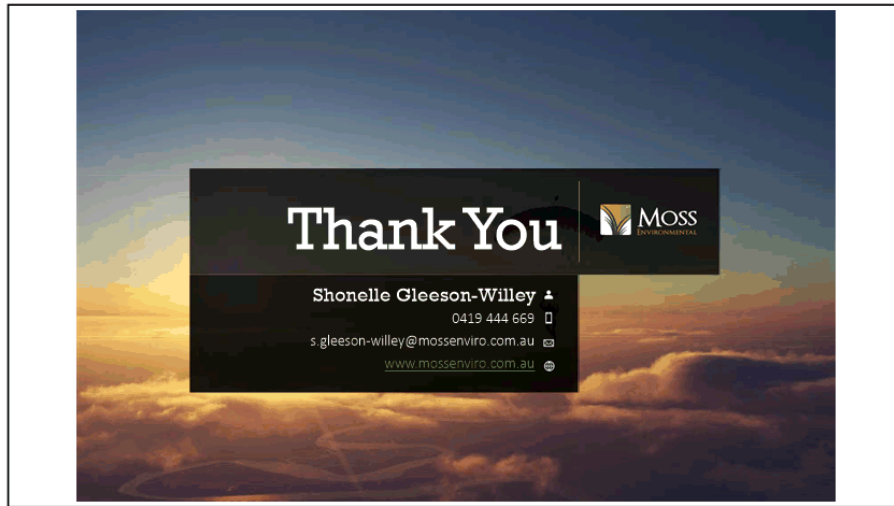 Thank You
MOSS
ENVIRONMENTAL
Shonelle Gleeson-Willey
0419 444 669
s.gleeson-willey@mossenviro.com.au
www.mossenviro.com.au